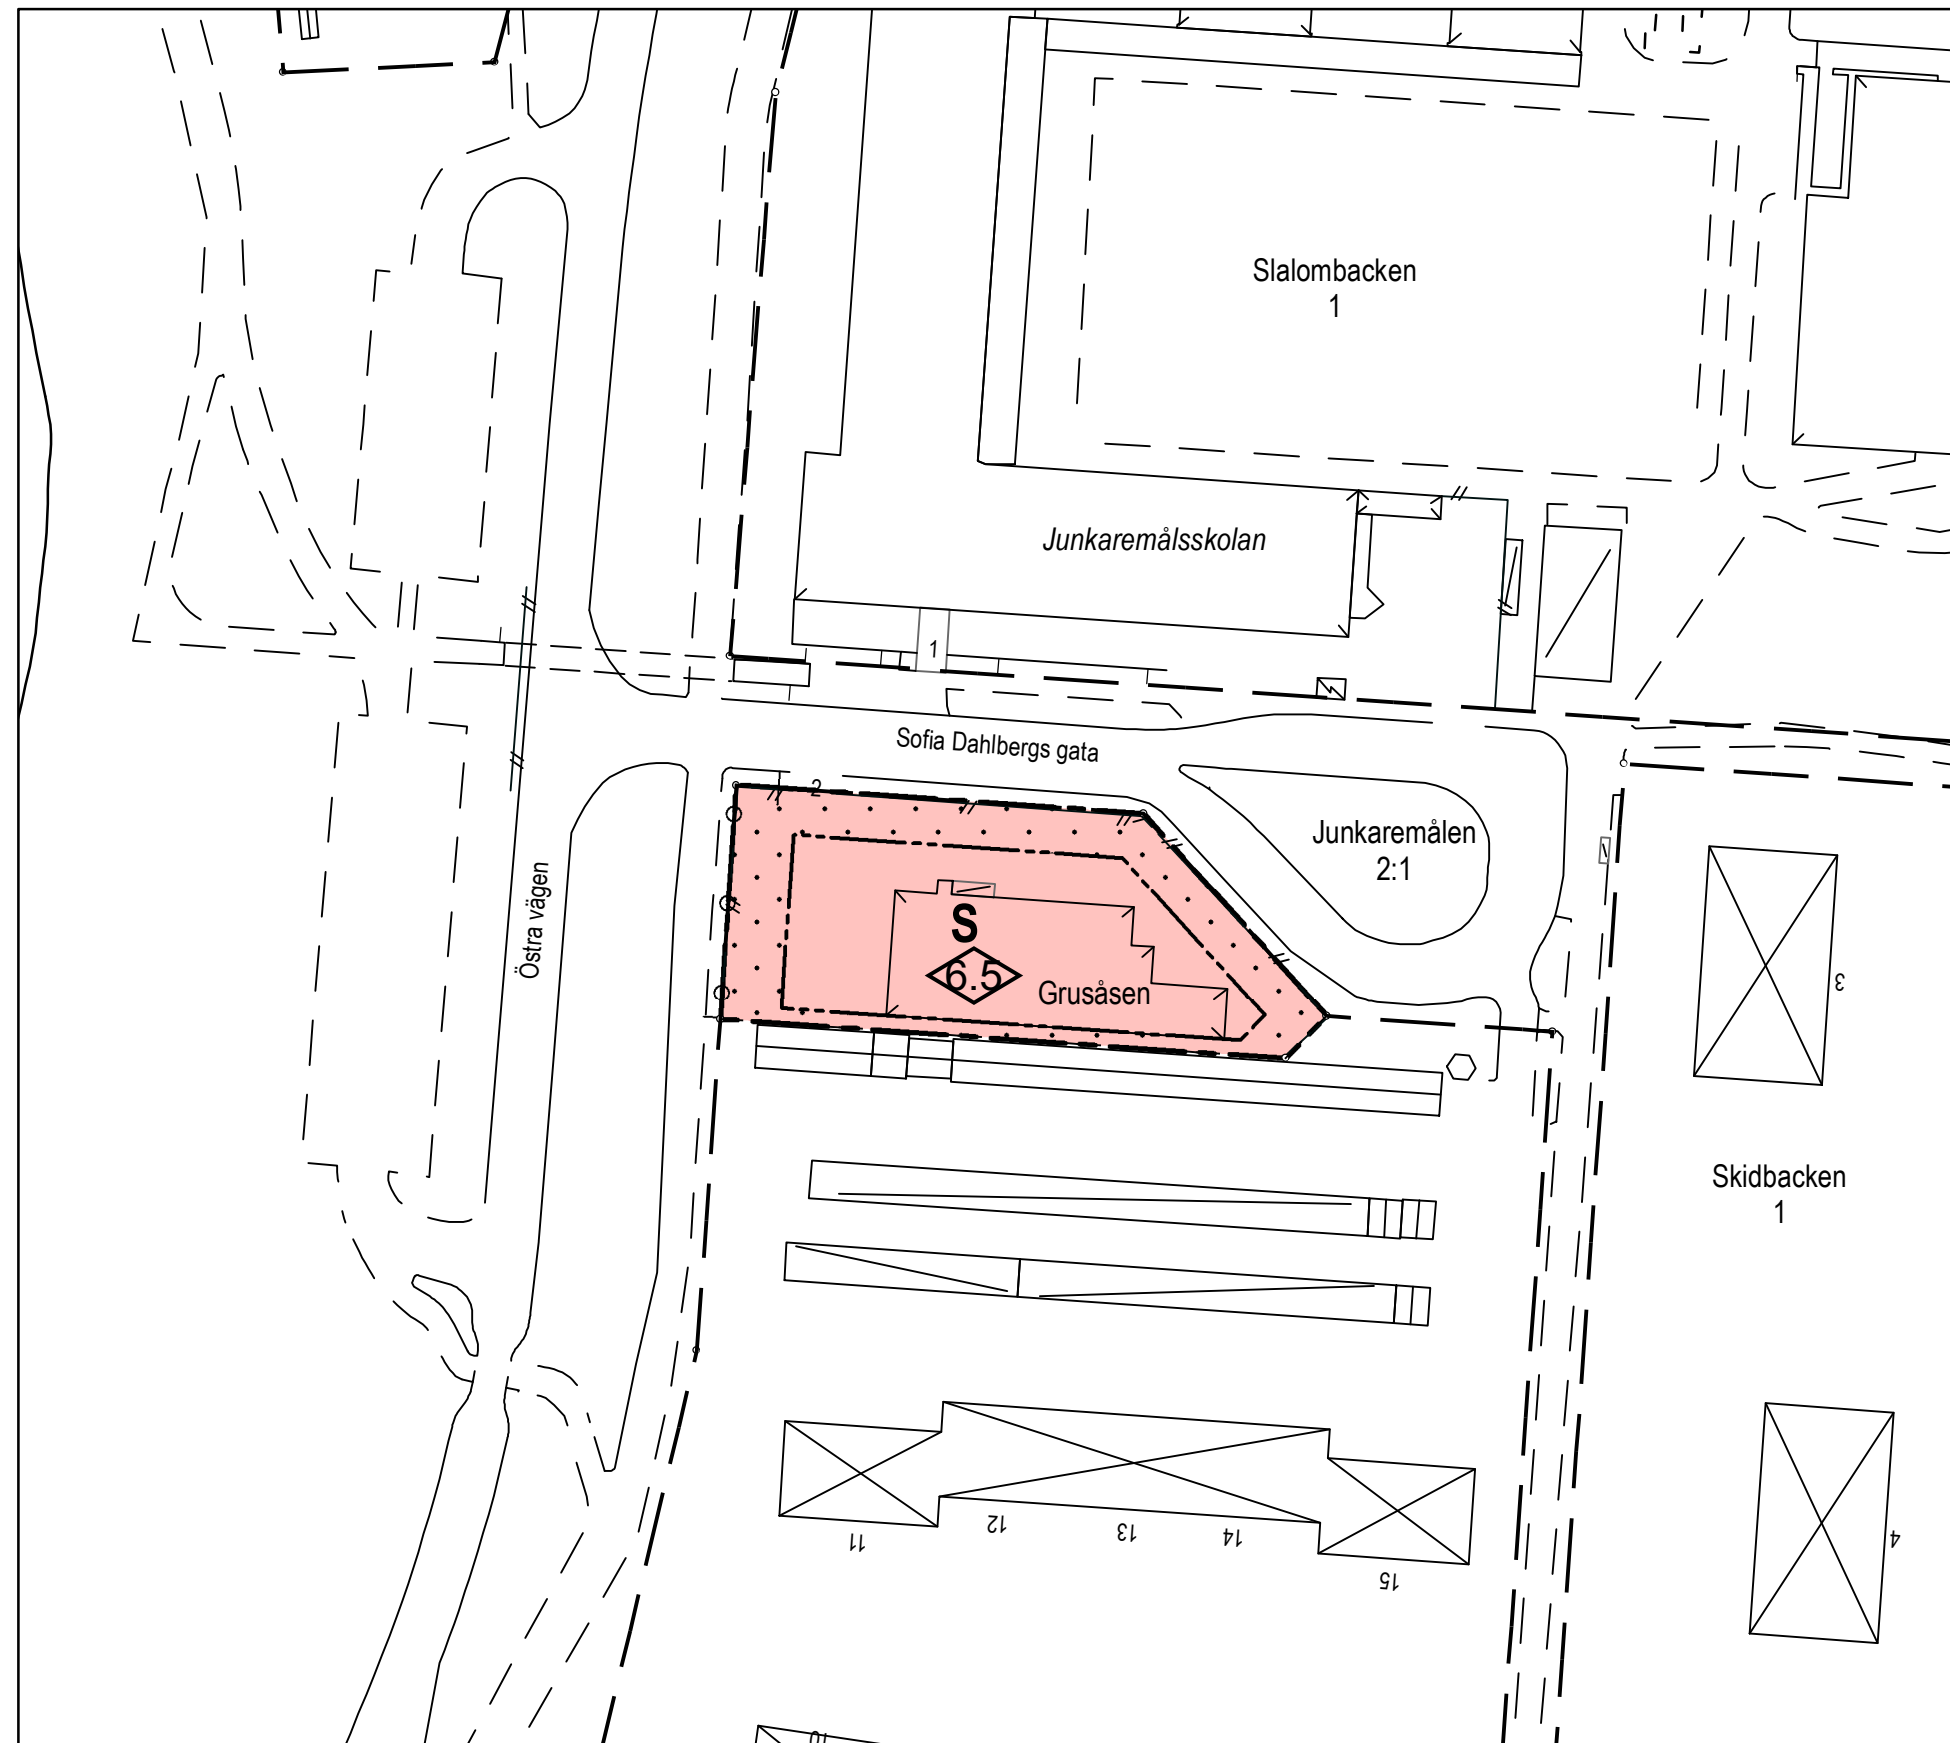 Slalombacken
1
Junkaremålsskolan
1
Sofia Dahlbergs gata
2
Junkaremålen
2:1
Östra vägen
S
6.5
Grusåsen
3
Skidbacken
1
11
12
13
14
15
4